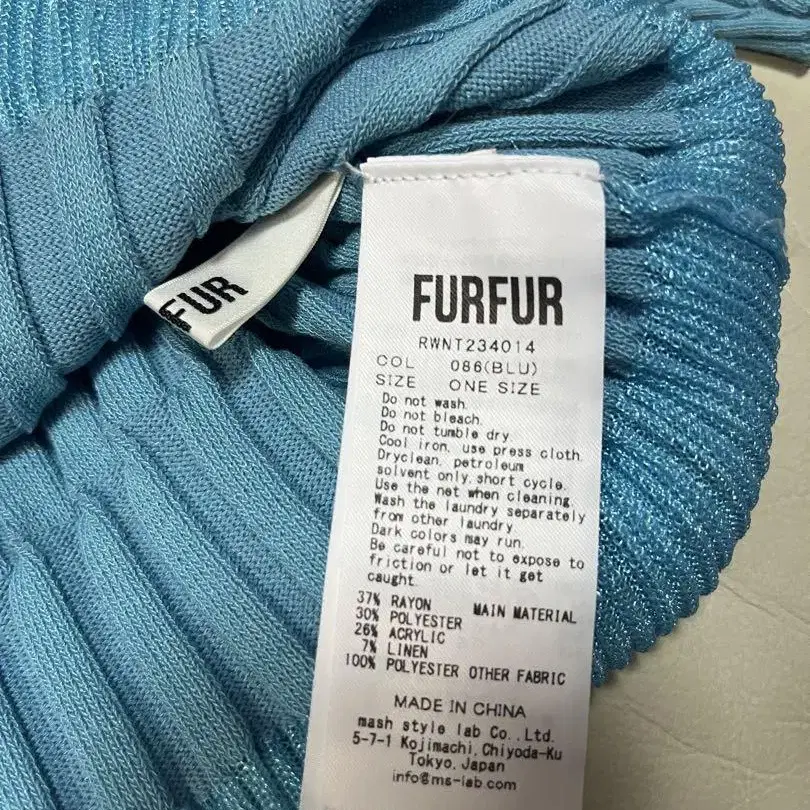 FUR
FURFUR
RWNT234014
COL 086(BLU)
SIZE ONE SIZE
Do not wash.
Do not bleach.
Do not tumble dry
Cool iron, use press cloth.
Dryclean, petroleum
solvent only, short cycle.
Use the net when cleaning.
Wash the laundry separately
from other laundry.
Dark colors may run.
Be careful not to expose to
friction or let it get
caught.
37% RAYON MAIN MATERIAL
30% POLYESTER
26% ACRYLIC
7% LINEN
100% POLYESTER OTHER FABRIC
MADE IN CHINA
mash style lab Co.,Ltd.
5-7-1 Kojimachi,Chiyoda-Ku
Tokyo,Japan
info@ms-lab.com